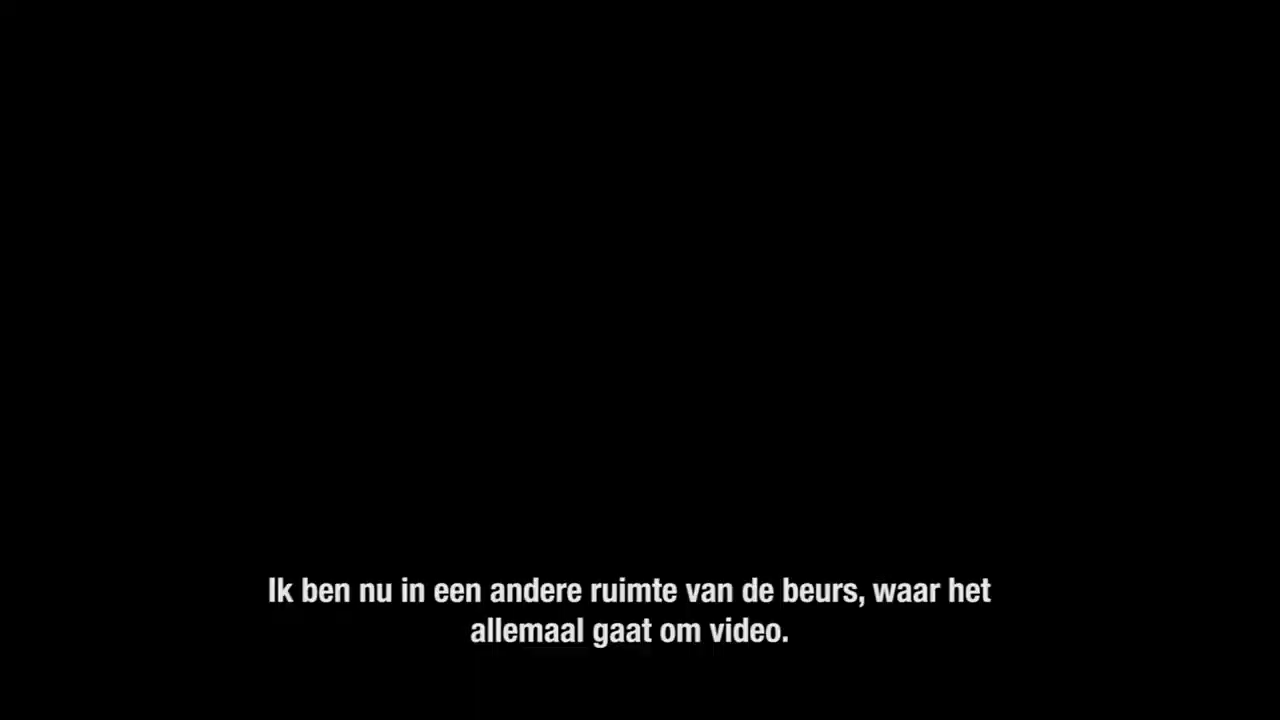 Ik ben nu in een andere ruimte van de beurs, waar het
allemaal gaat om video.